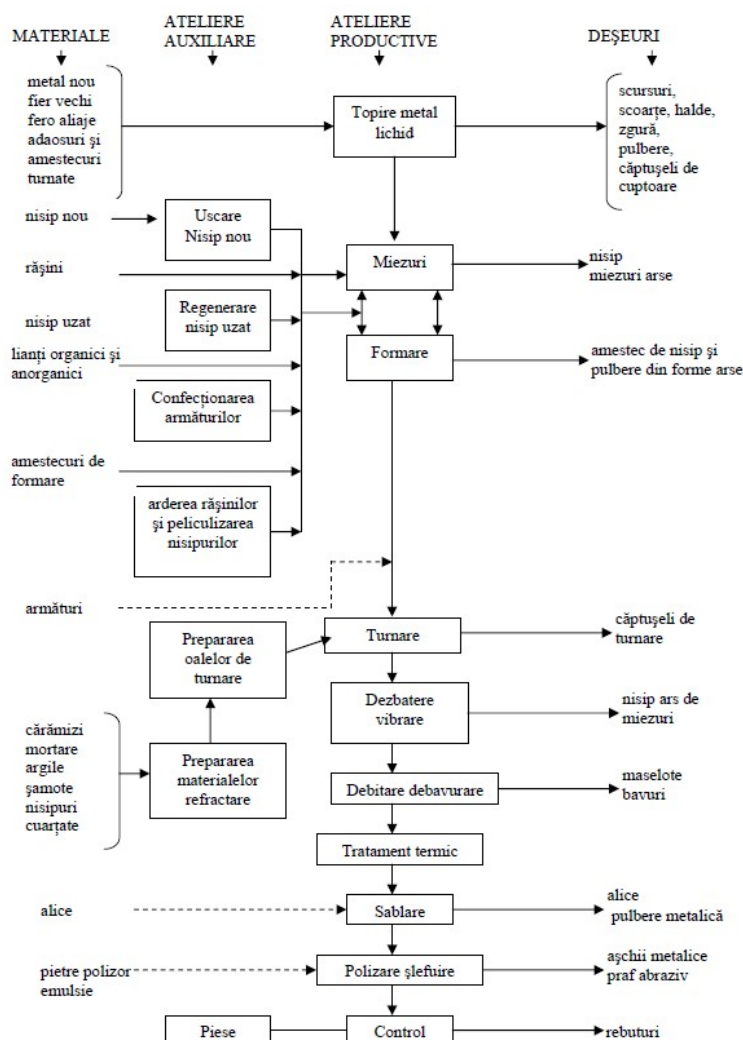 MATERIALE
ATELIERE
AUXILIARE
ATELIERE
PRODUCTIVE
DEŞEURI
metal nou
fier vechi
fero aliaje
adaosuri şi
amestecuri
turnate
Topire metal
lichid
scursuri,
scoarţe, halde,
zgură,
pulbere,
căptuşeli de
cuptoare
nisip nou
Uscare
Nisip nou
răşini
Miezuri
nisip
miezuri arse
nisip uzat
Regenerare
nisip uzat
Formare
amestec de nisip şi
pulbere din forme arse
lianţi organici şi
anorganici
Confecţionarea
armăturilor
amestecuri de
formare
arderea răşinilor
şi peliculizarea
nisipurilor
armături
Turnare
căptuşeli de
turnare
Prepararea
oalelor de
turnare
Dezbatere
vibrare
nisip ars de
miezuri
cărămizi
mortare
argile
şamote
nisipuri
cuarţate
Prepararea
materialelor
refractare
Debitare debavurare
maselote
bavuri
Tratament termic
alice
Sablare
alice
pulbere metalică
pietre polizor
emulsie
Polizare şlefuire
aşchii metalice
praf abraziv
Piese
Control
rebuturi